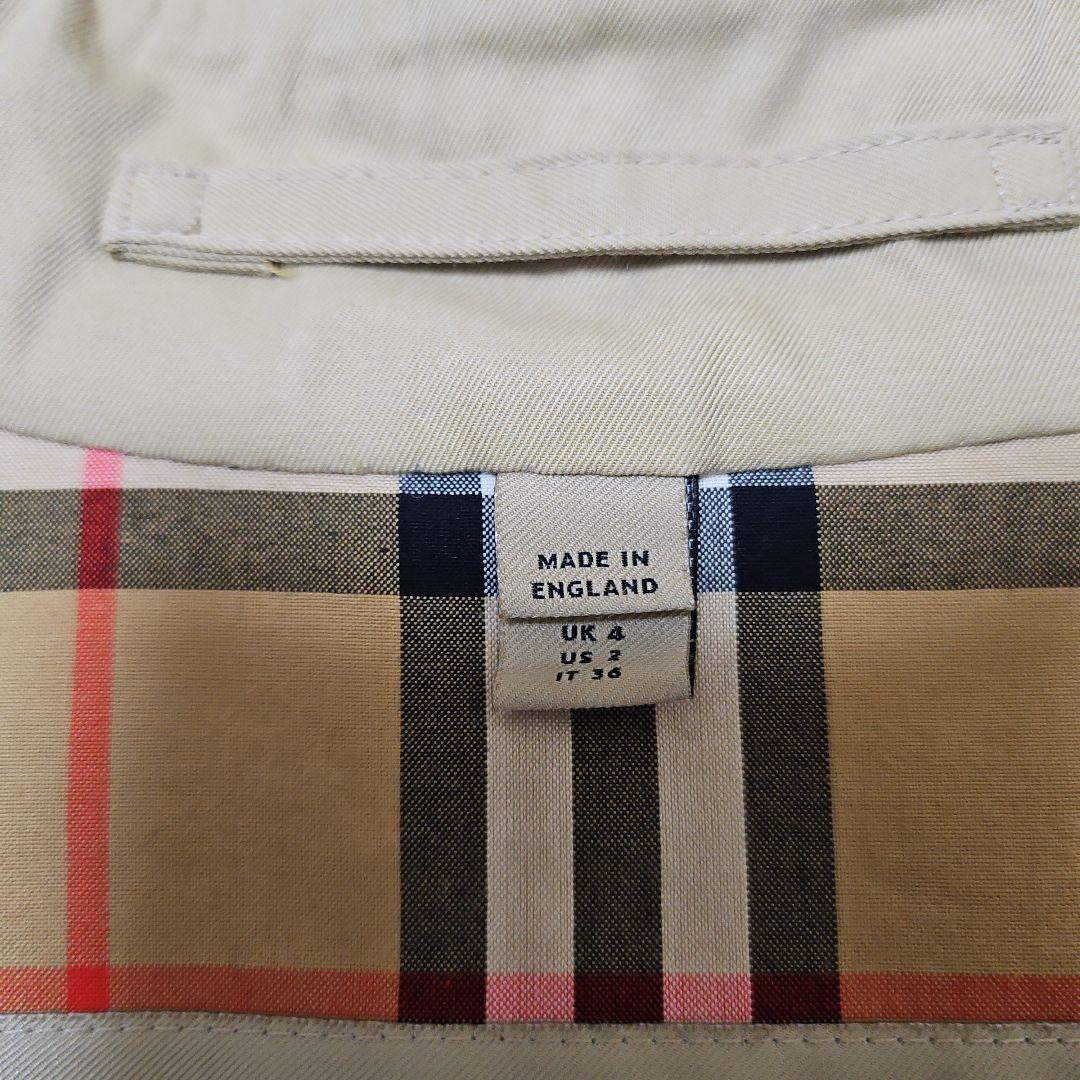 MADE IN
ENGLAND
UK 4
US 2
IT 36